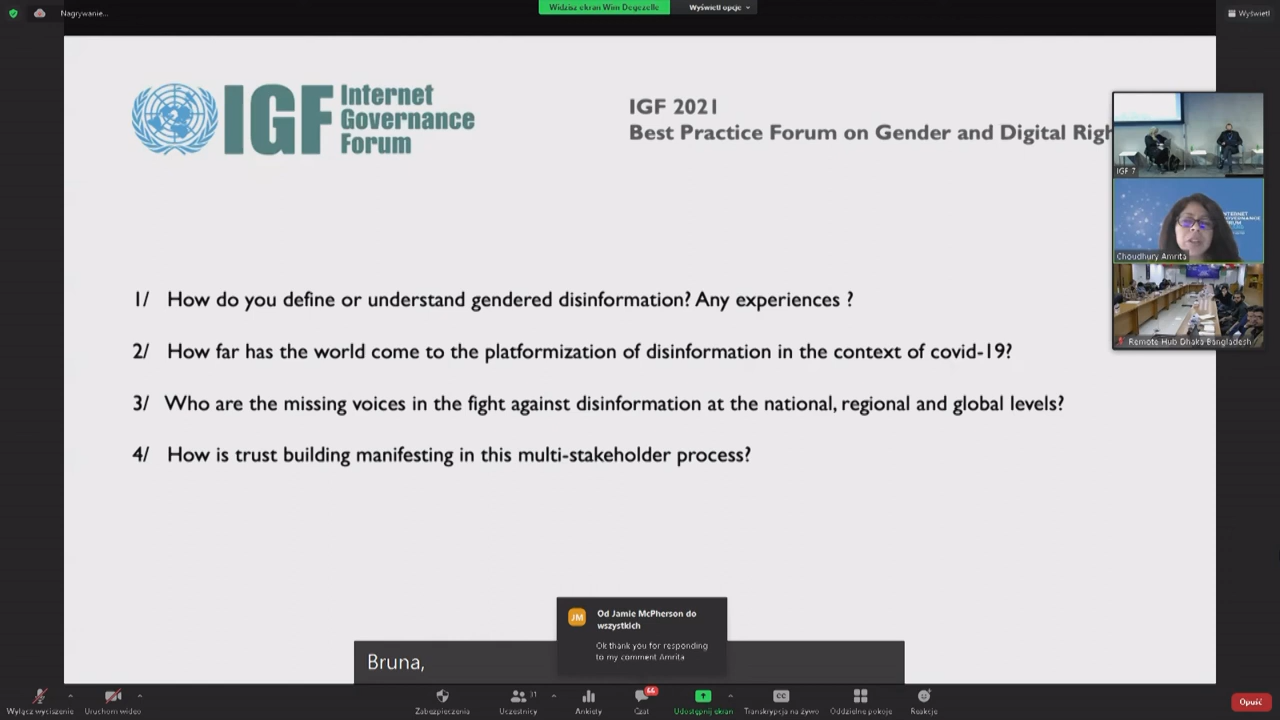 Nagrywanie...
Widzisz ekran Wim Degezelle
Wyświetl opcje
Wyświetl
IGF Internet
Governance
Forum
IGF 2021
Best Practice Forum on Gender and Digital Righ
IGF 7
INTERNET
GOVERNANCE
FORUM
Choudhury Amrita
Remote Hub Dhaka Bangladesh
1/ How do you define or understand gendered disinformation? Any experiences ?
2/ How far has the world come to the platformization of disinformation in the context of covid-19?
3/ Who are the missing voices in the fight against disinformation at the national, regional and global levels?
4/ How is trust building manifesting in this multi-stakeholder process?
JM
Od Jamie McPherson do
wszystkich
Ok thank you for responding
to my comment Amrita
Bruna,
Wyłącz wyciszenie
Uruchom wideo
Zabezpieczenia
31
Uczestnicy
Ankiety
66
Czat
Udostępnij ekran
CC
Transkrypcja na żywo
Oddzielne pokoje
Reakcje
Opuść